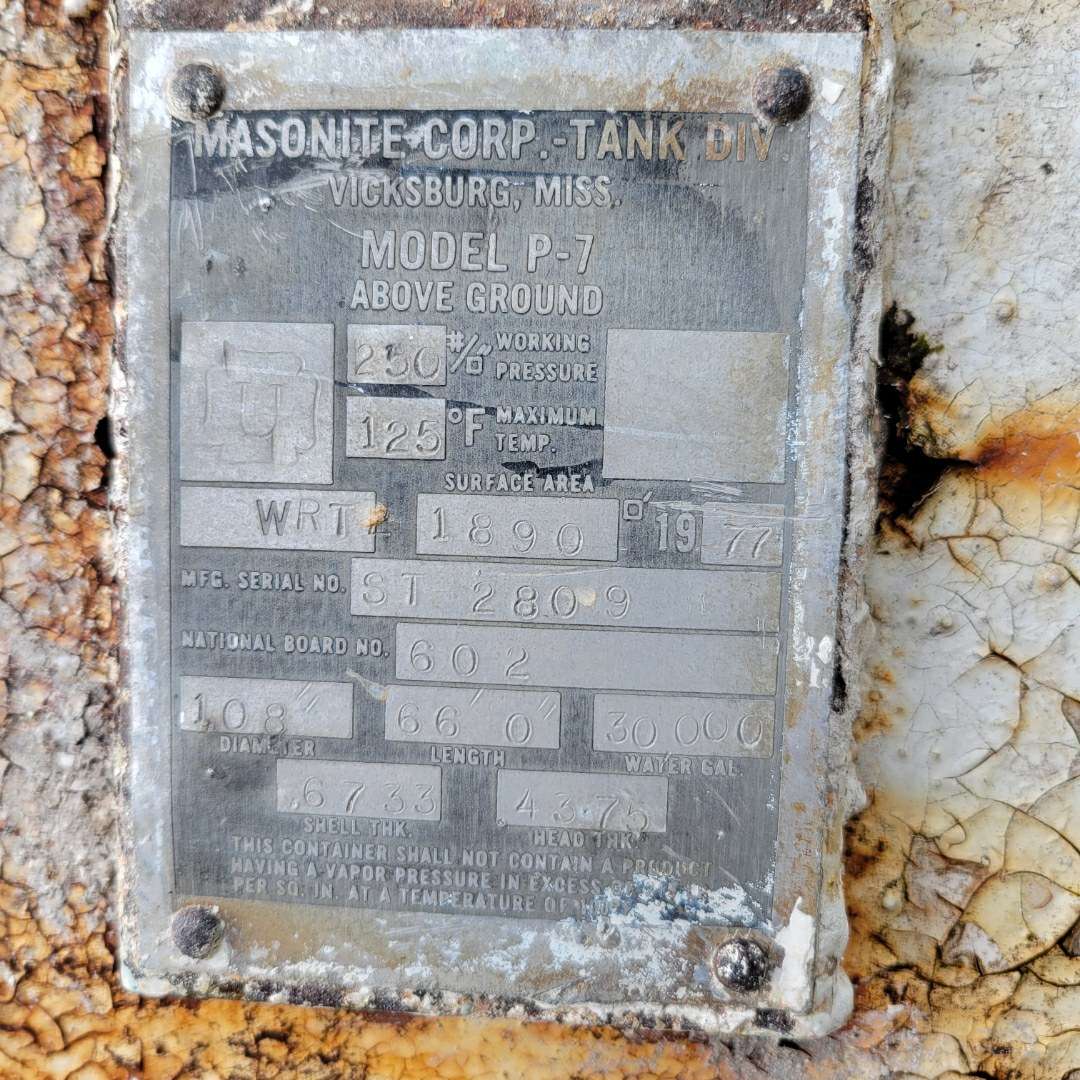 MASONITE CORP.-TANK DIV.
VICKSBURG, MISS.
MODEL P-7
ABOVE GROUND
250 #/□" WORKING PRESSURE
125 °F MAXIMUM TEMP.
SURFACE AREA
WRT 1890 □' 19 77
MFG. SERIAL NO. ST 2809
NATIONAL BOARD NO. 602
108" 66' 0" 30000
DIAMETER LENGTH WATER GAL.
.6733 .4375
SHELL THK. HEAD THK.
THIS CONTAINER SHALL NOT CONTAIN A PRODUCT
HAVING A VAPOR PRESSURE IN EXCESS
PER SQ. IN. AT A TEMPERATURE OF